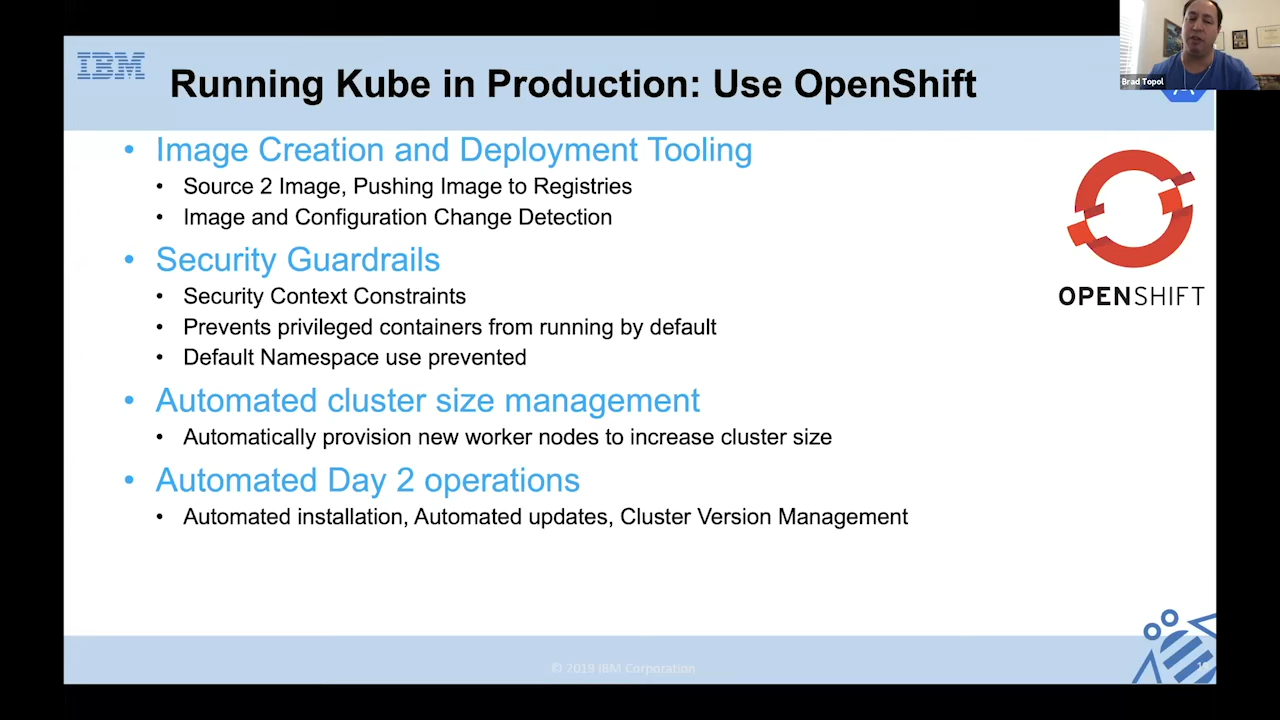 IBM
Running Kube in Production: Use OpenShift
Brad Topol
• Image Creation and Deployment Tooling
• Source 2 Image, Pushing Image to Registries
• Image and Configuration Change Detection
• Security Guardrails
• Security Context Constraints
• Prevents privileged containers from running by default
• Default Namespace use prevented
• Automated cluster size management
• Automatically provision new worker nodes to increase cluster size
• Automated Day 2 operations
• Automated installation, Automated updates, Cluster Version Management
OPENSHIFT
© 2019 IBM Corporation